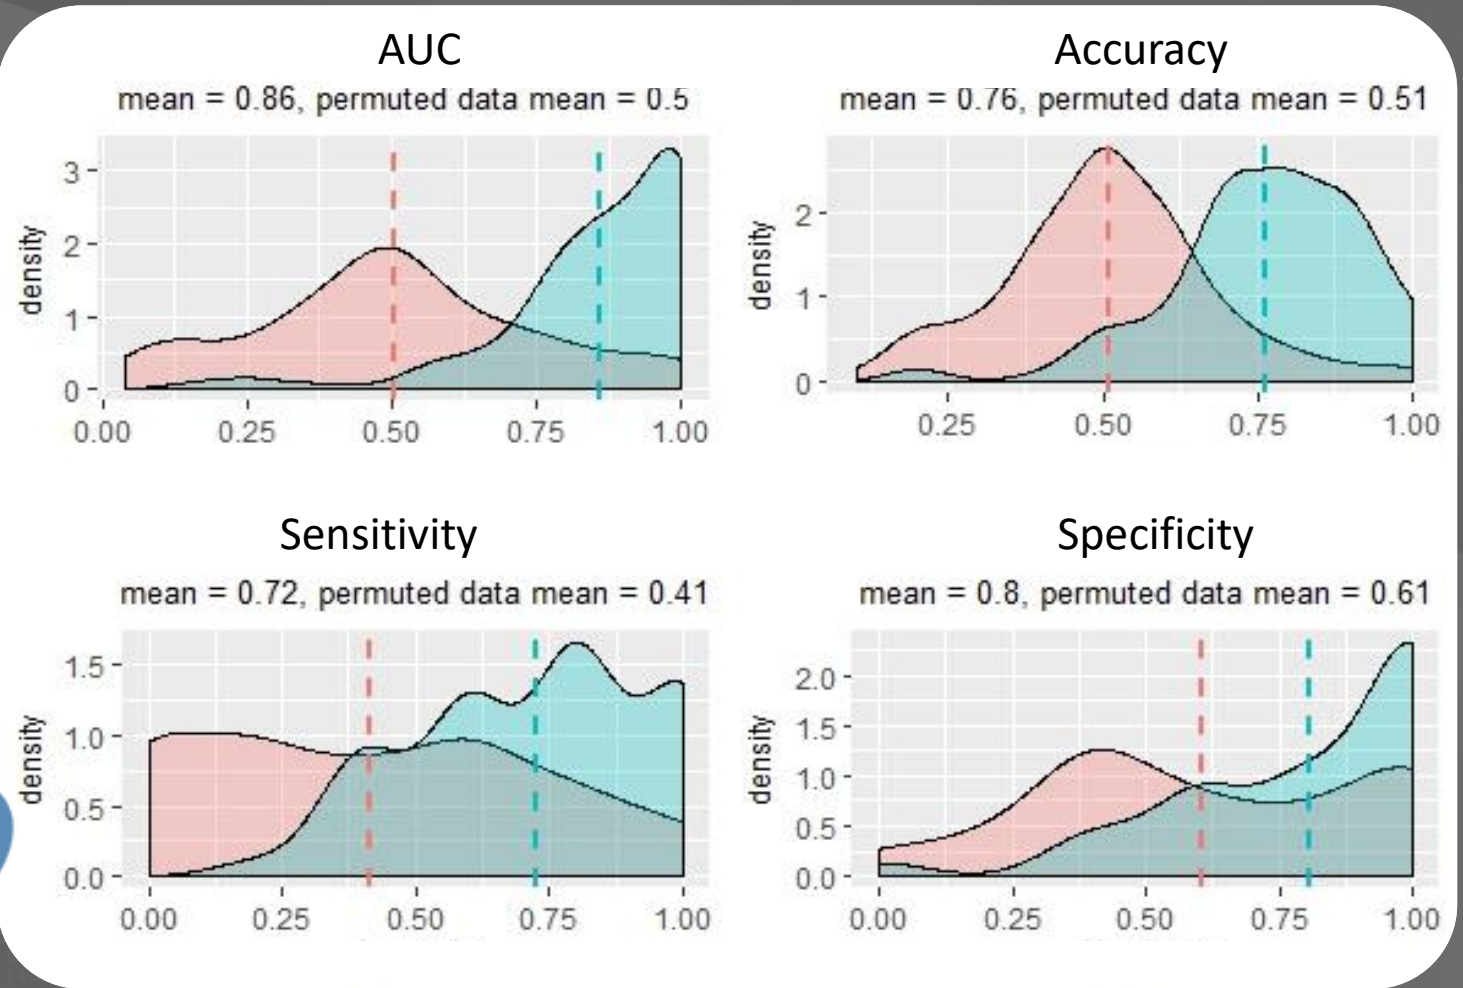 AUC
mean = 0.86, permuted data mean = 0.5
density
3
2
1
0
0.00 0.25 0.50 0.75 1.00
Accuracy
mean = 0.76, permuted data mean = 0.51
density
2
1
0
0.25 0.50 0.75 1.00
Sensitivity
mean = 0.72, permuted data mean = 0.41
density
1.5
1.0
0.5
0.0
0.00 0.25 0.50 0.75 1.00
Specificity
mean = 0.8, permuted data mean = 0.61
density
2.0
1.5
1.0
0.5
0.0
0.00 0.25 0.50 0.75 1.00